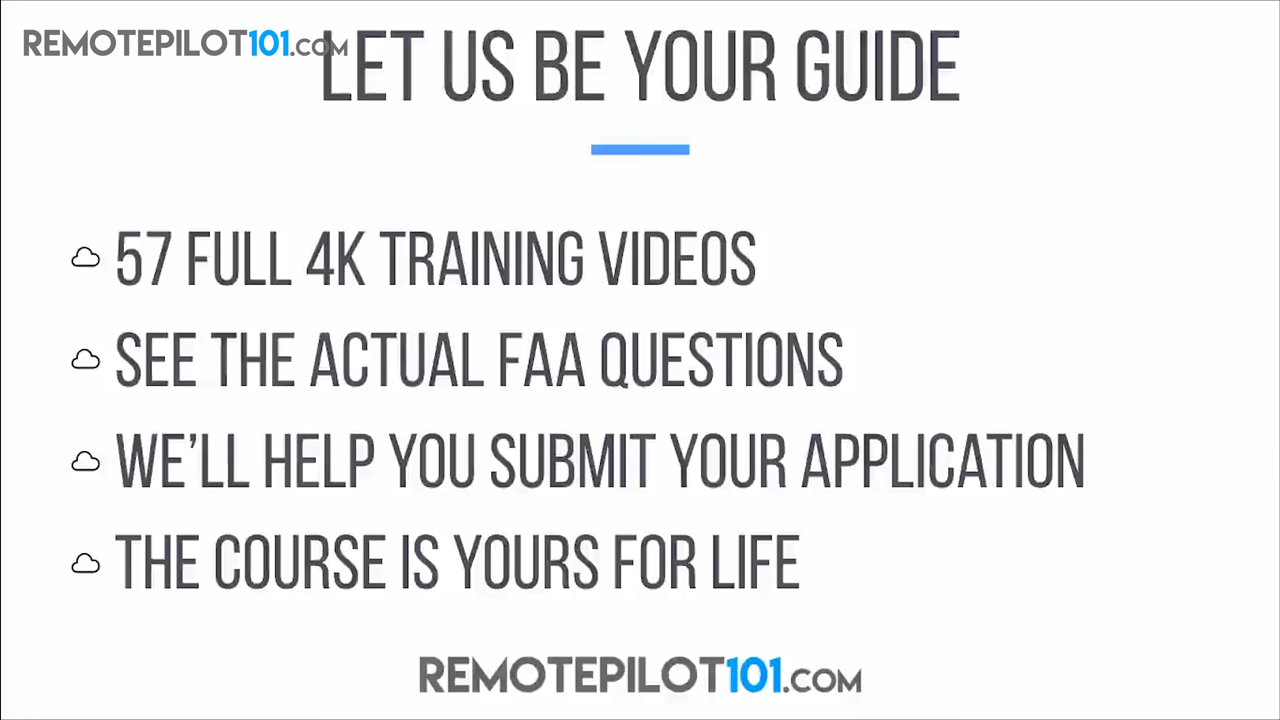 REMOTEPILOT101.COM
LET US BE YOUR GUIDE
57 FULL 4K TRAINING VIDEOS
SEE THE ACTUAL FAA QUESTIONS
WE'LL HELP YOU SUBMIT YOUR APPLICATION
THE COURSE IS YOURS FOR LIFE
REMOTEPILOT101.COM